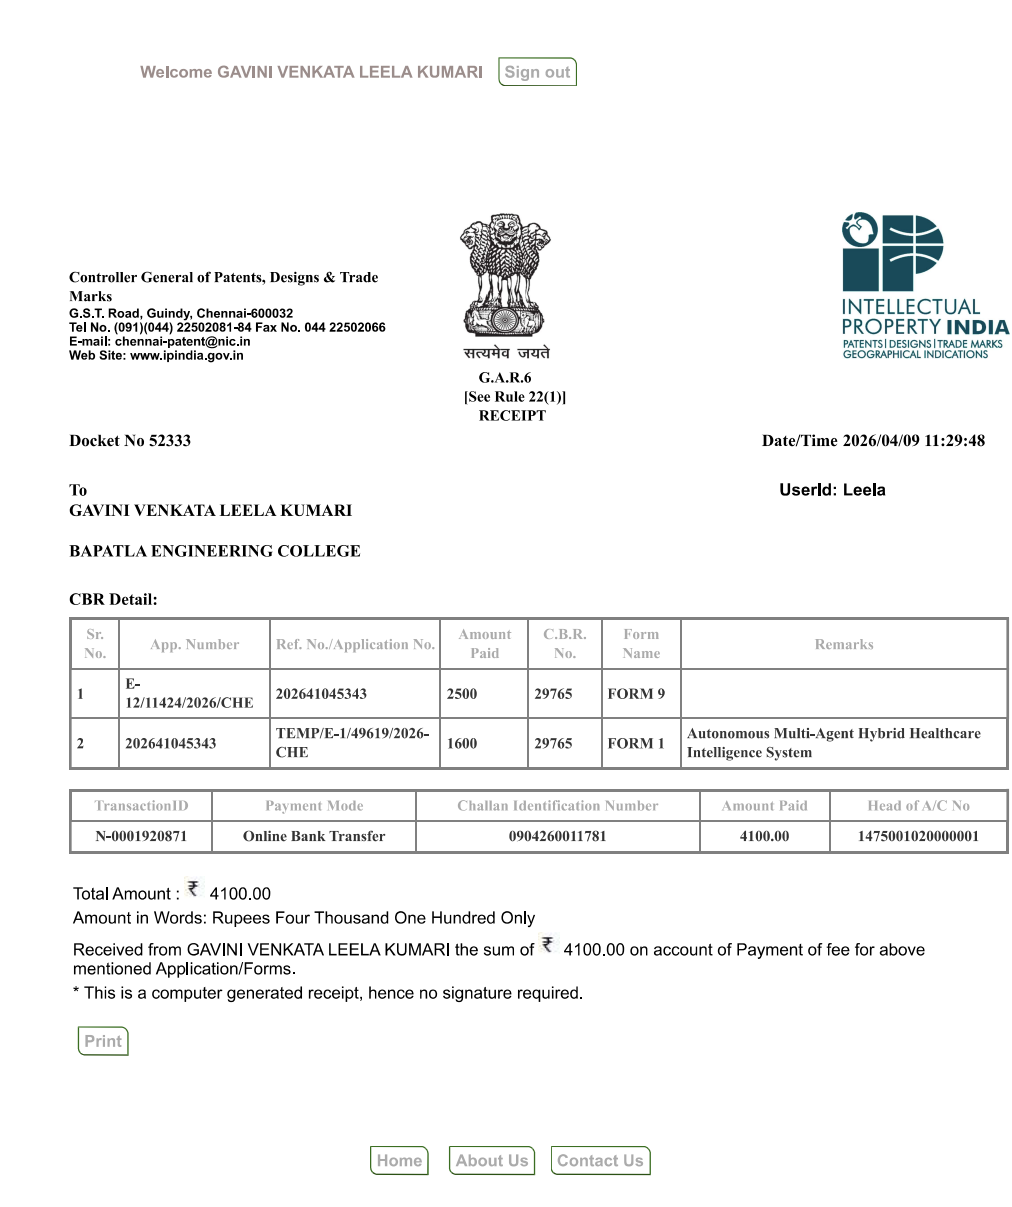 Welcome GAVINI VENKATA LEELA KUMARI Sign out
Controller General of Patents, Designs & Trade
Marks
G.S.T. Road, Guindy, Chennai-600032
Tel No. (091)(044) 22502081-84 Fax No. 044 22502066
E-mail: chennai-patent@nic.in
Web Site: www.ipindia.gov.in
सत्यमेव जयते
G.A.R.6
[See Rule 22(1)]
RECEIPT
INTELLECTUAL
PROPERTY INDIA
PATENTS | DESIGNS | TRADE MARKS
GEOGRAPHICAL INDICATIONS
Docket No 52333 Date/Time 2026/04/09 11:29:48
To UserId: Leela
GAVINI VENKATA LEELA KUMARI
BAPATLA ENGINEERING COLLEGE
CBR Detail:
Sr. No. App. Number Ref. No./Application No. Amount Paid C.B.R. No. Form Name Remarks
1 E-12/11424/2026/CHE 202641045343 2500 29765 FORM 9
2 202641045343 TEMP/E-1/49619/2026-CHE 1600 29765 FORM 1 Autonomous Multi-Agent Hybrid Healthcare Intelligence System
TransactionID Payment Mode Challan Identification Number Amount Paid Head of A/C No
N-0001920871 Online Bank Transfer 0904260011781 4100.00 1475001020000001
Total Amount : ₹ 4100.00
Amount in Words: Rupees Four Thousand One Hundred Only
Received from GAVINI VENKATA LEELA KUMARI the sum of ₹ 4100.00 on account of Payment of fee for above
mentioned Application/Forms.
* This is a computer generated receipt, hence no signature required.
Print
Home About Us Contact Us